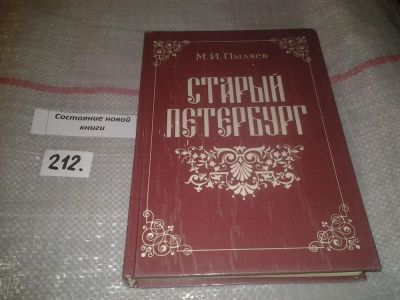 М.И.Пыляев
СТАРЫЙ
ПЕТЕРБУРГ
Состояние новой
книги
212.